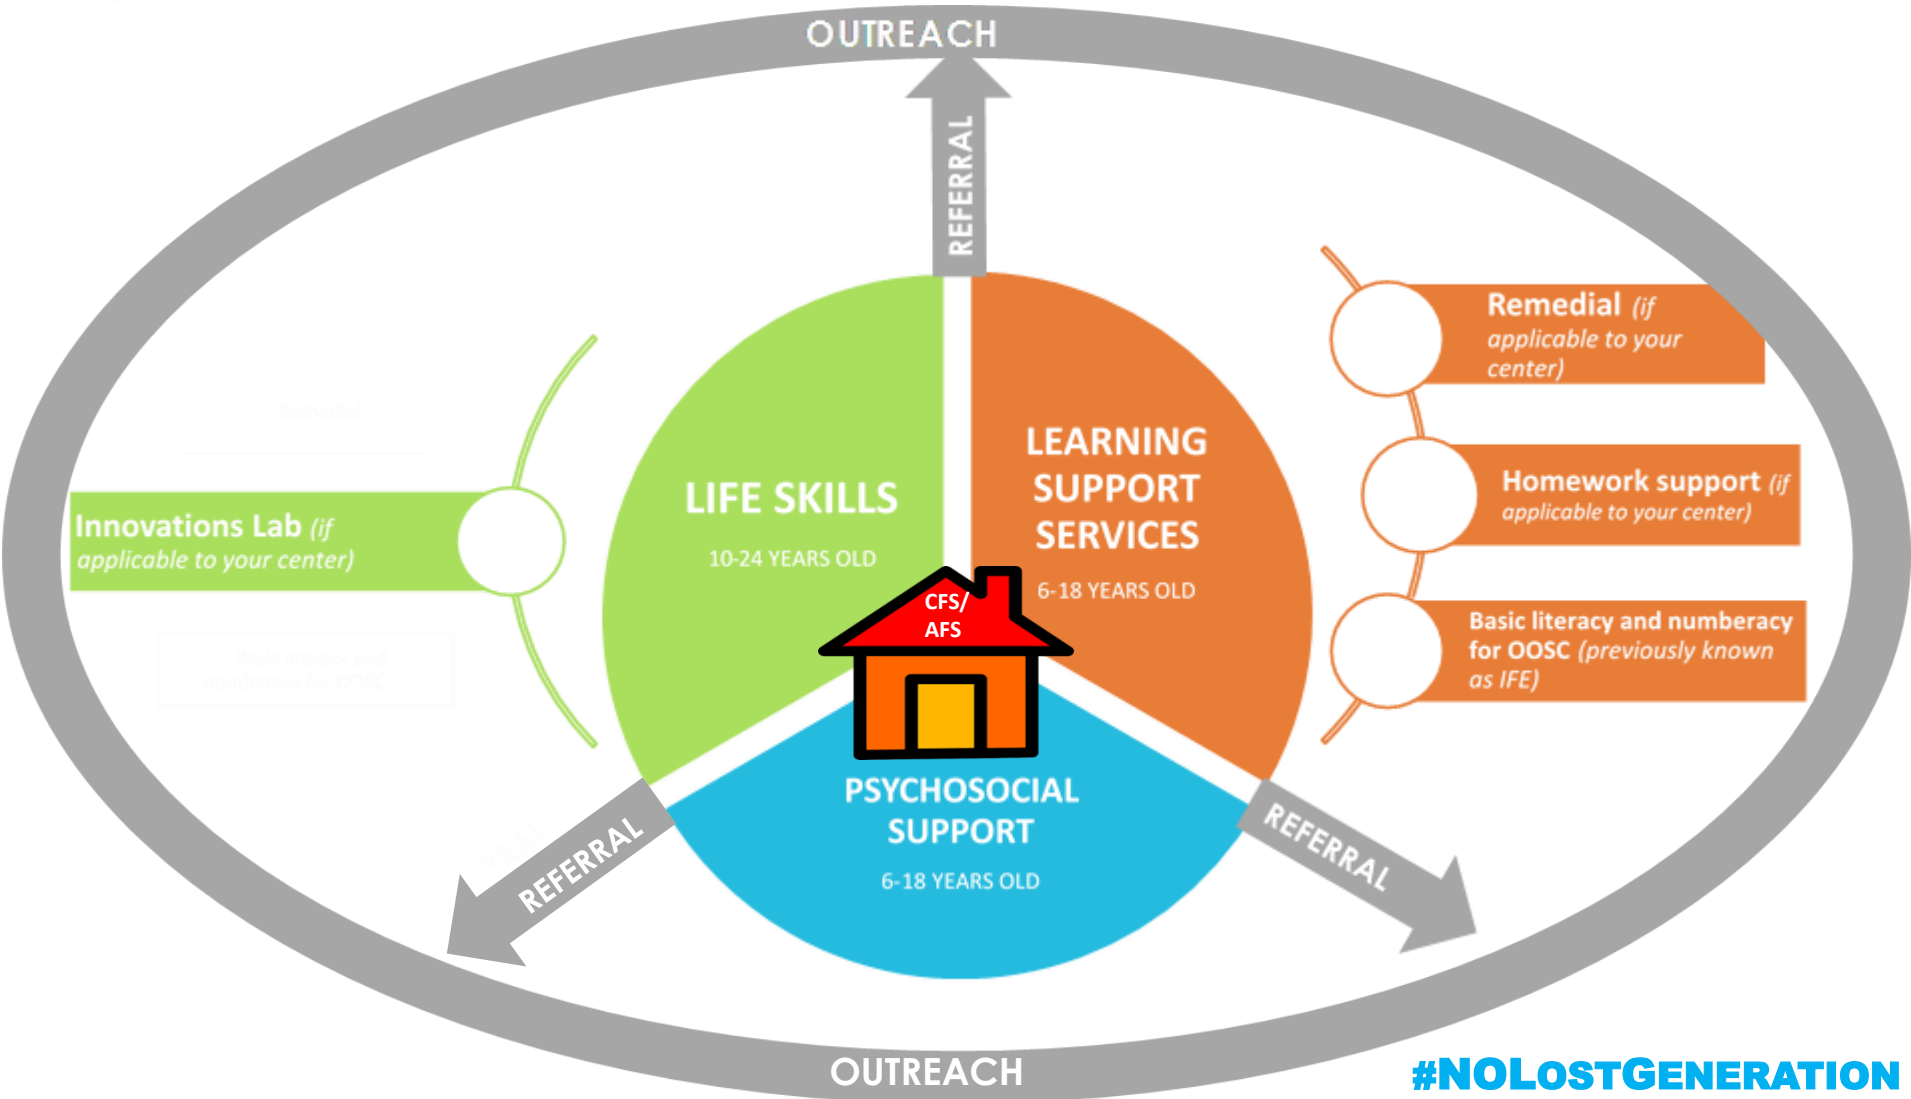 OUTREACH
REFERRAL
Remedial (if
applicable to your
center)
LEARNING
SUPPORT
SERVICES
6-18 YEARS OLD
Homework support (if
applicable to your center)
LIFE SKILLS
10-24 YEARS OLD
Innovations Lab (if
applicable to your center)
CFS/
AFS
Basic literacy and numberacy
for OOSC (previously known
as IFE)
PSYCHOSOCIAL
SUPPORT
6-18 YEARS OLD
REFERRAL
REFERRAL
OUTREACH
#NOLOSTGENERATION